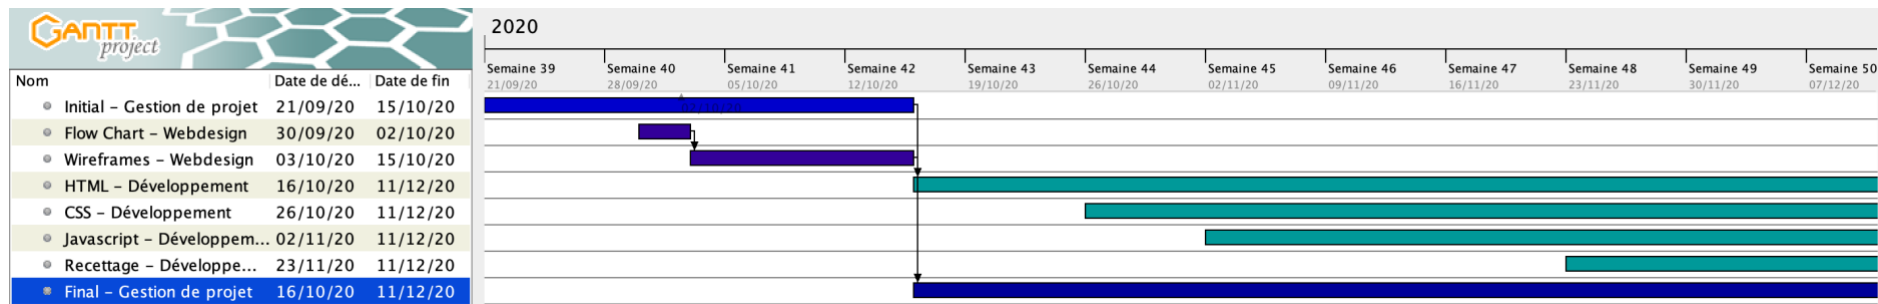 GANTT
project
2020
Semaine 39 Semaine 40 Semaine 41 Semaine 42 Semaine 43 Semaine 44 Semaine 45 Semaine 46 Semaine 47 Semaine 48 Semaine 49 Semaine 50
21/09/20 28/09/20 05/10/20 12/10/20 19/10/20 26/10/20 02/11/20 09/11/20 16/11/20 23/11/20 30/11/20 07/12/20
Nom Date de dé... Date de fin
Initial – Gestion de projet 21/09/20 15/10/20
Flow Chart – Webdesign 30/09/20 02/10/20
Wireframes – Webdesign 03/10/20 15/10/20
HTML – Développement 16/10/20 11/12/20
CSS – Développement 26/10/20 11/12/20
Javascript – Développem... 02/11/20 11/12/20
Recettage – Développe... 23/11/20 11/12/20
Final – Gestion de projet 16/10/20 11/12/20